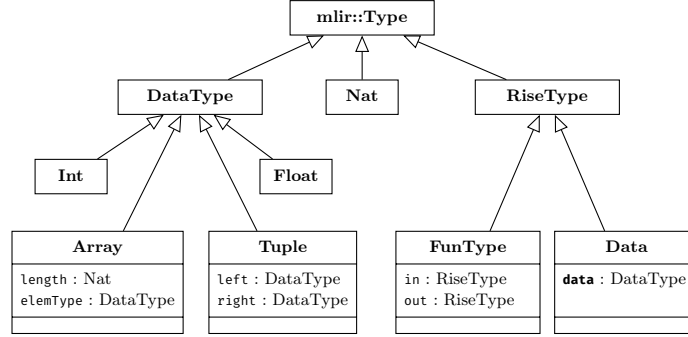 mlir::Type
DataType
Nat
RiseType
Int
Float
Array
length : Nat
elemType : DataType
Tuple
left : DataType
right : DataType
FunType
in : RiseType
out : RiseType
Data
data : DataType